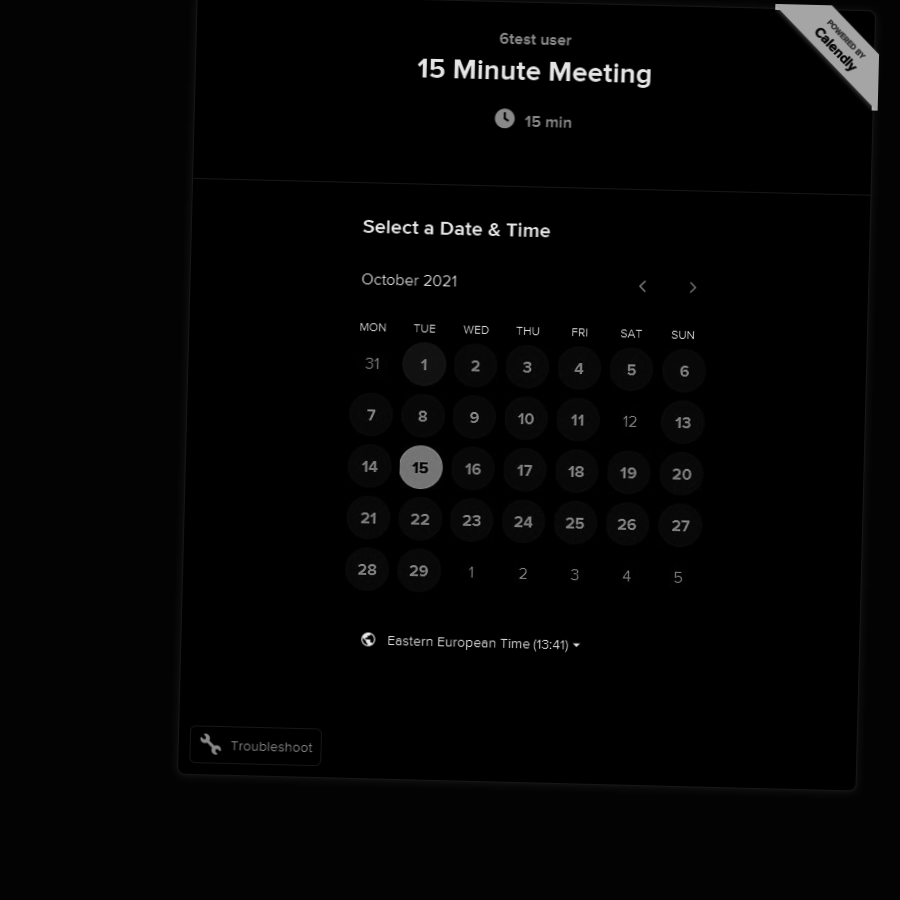 POWERED BY
Calendly
6test user
15 Minute Meeting
15 min
Select a Date & Time
October 2021
MON TUE WED THU FRI SAT SUN
31 1 2 3 4 5 6
7 8 9 10 11 12 13
14 15 16 17 18 19 20
21 22 23 24 25 26 27
28 29 1 2 3 4 5
Eastern European Time (13:41)
Troubleshoot